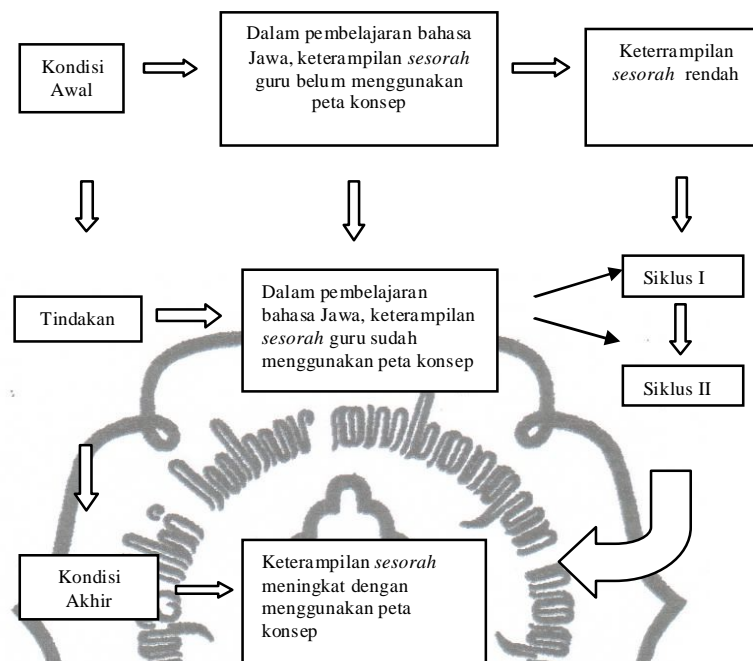 Kondisi
Awal
Dalam pembelajaran bahasa
Jawa, keterampilan sesorah
guru belum menggunakan
peta konsep
Keterrampilan
sesorah rendah
Tindakan
Dalam pembelajaran
bahasa Jawa, keterampilan
sesorah guru sudah
menggunakan peta konsep
Siklus I
Siklus II
Kondisi
Akhir
Keterampilan sesorah
meningkat dengan
menggunakan peta
konsep